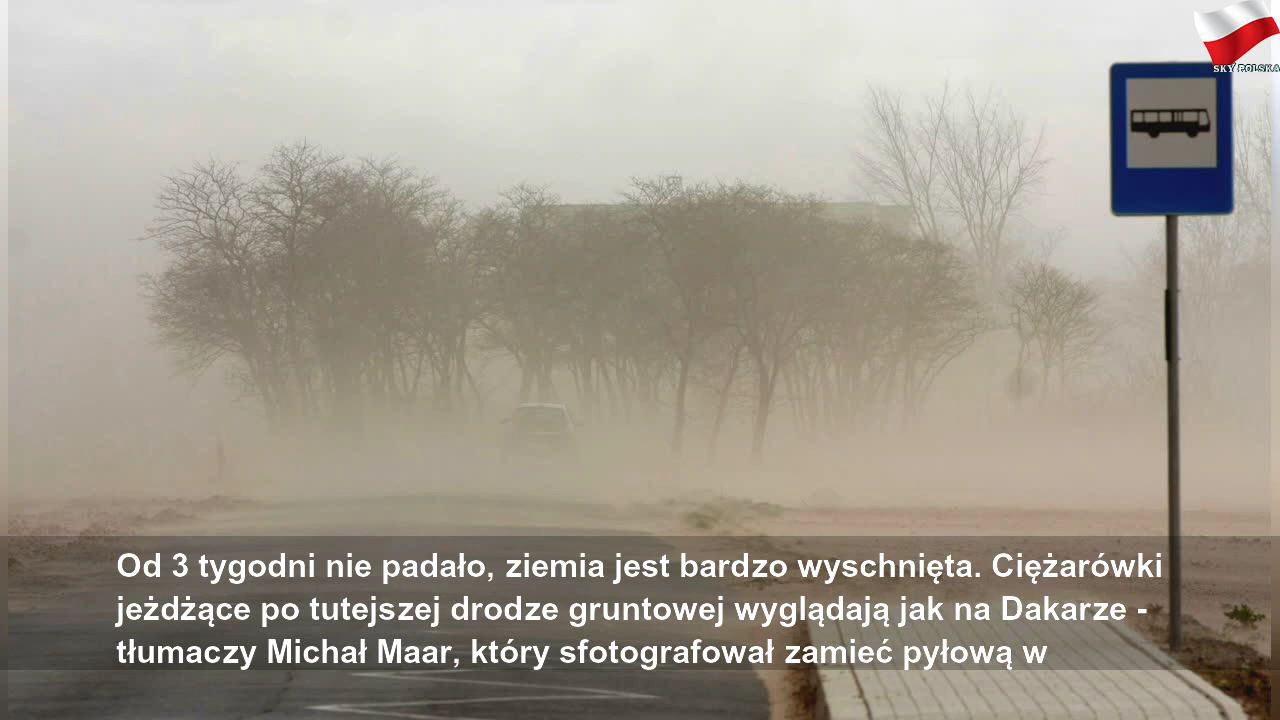 SKY POLSKA
Od 3 tygodni nie padało, ziemia jest bardzo wyschnięta. Ciężarówki
jeżdżące po tutejszej drodze gruntowej wyglądają jak na Dakarze -
tłumaczy Michał Maar, który sfotografował zamieć pyłową w